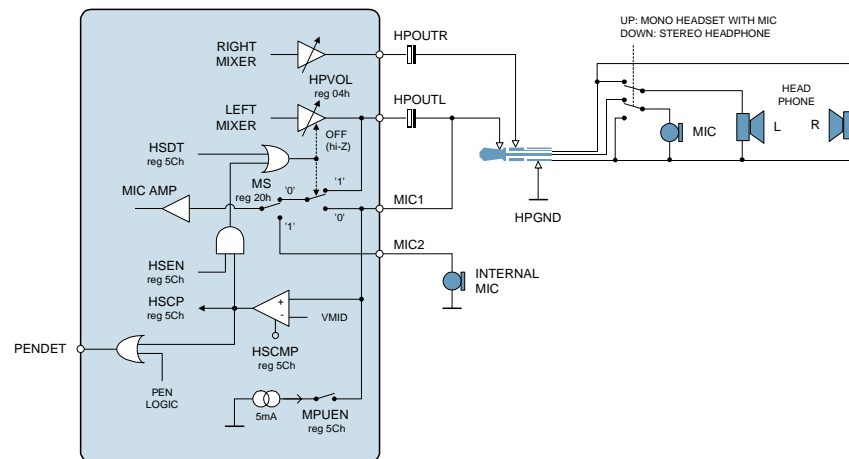 RIGHT
MIXER
HPVOL
reg 04h
HPOUTR
LEFT
MIXER
HPOUTL
OFF
(hi-Z)
HSDT
reg 5Ch
MIC AMP
MS
reg 20h
'0'
'1'
'0'
'1'
MIC1
MIC2
INTERNAL
MIC
HSEN
reg 5Ch
HSCP
reg 5Ch
+
-
VMID
HSCMP
reg 5Ch
PENDET
PEN
LOGIC
5mA
MPUEN
reg 5Ch
UP: MONO HEADSET WITH MIC
DOWN: STEREO HEADPHONE
HEAD
PHONE
MIC
L
R
HPGND